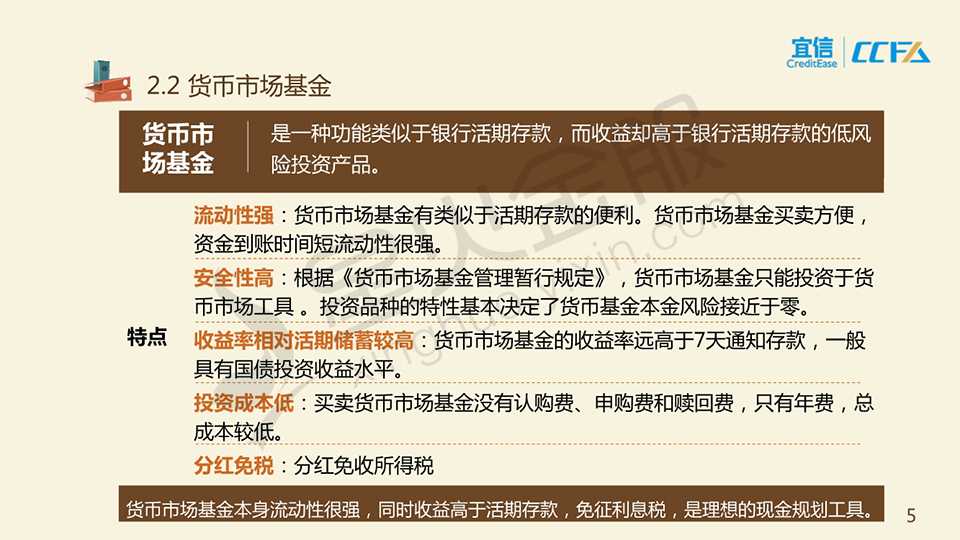 宜信
CreditEase
CCFA
2.2 货币市场基金
货币市
场基金
是一种功能类似于银行活期存款，而收益却高于银行活期存款的低风
险投资产品。
流动性强：货币市场基金有类似于活期存款的便利。货币市场基金买卖方便，
资金到账时间短流动性很强。
安全性高：根据《货币市场基金管理暂行规定》，货币市场基金只能投资于货
币市场工具 。投资品种的特性基本决定了货币基金本金风险接近于零。
特点
收益率相对活期储蓄较高：货币市场基金的收益率远高于7天通知存款，一般
具有国债投资收益水平。
投资成本低：买卖货币市场基金没有认购费、申购费和赎回费，只有年费，总
成本较低。
分红免税：分红免收所得税
货币市场基金本身流动性很强，同时收益高于活期存款，免征利息税，是理想的现金规划工具。
5
星火金服
xinghuo.yixin.com